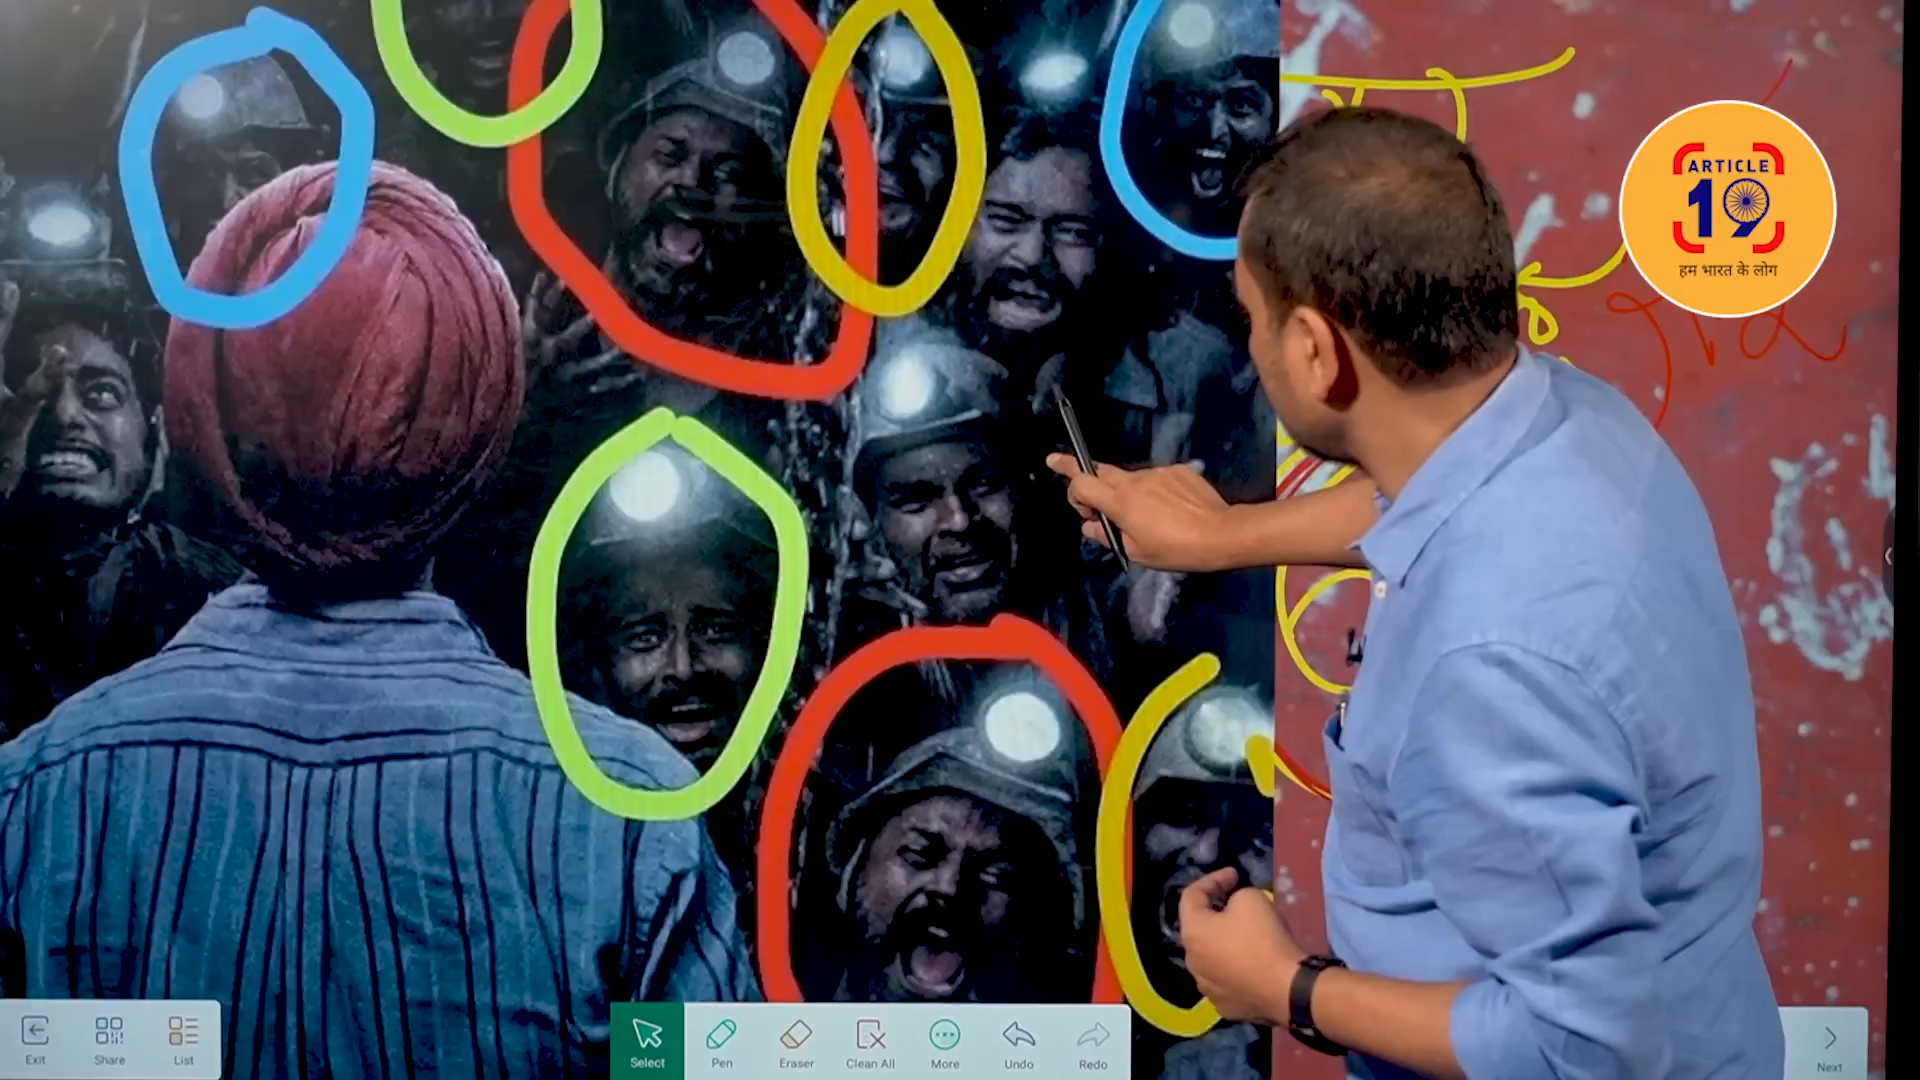 ARTICLE
19
हम भारत के लोग
Exit
Share
List
Select
Pen
Eraser
Clean All
More
Undo
Redo
Next